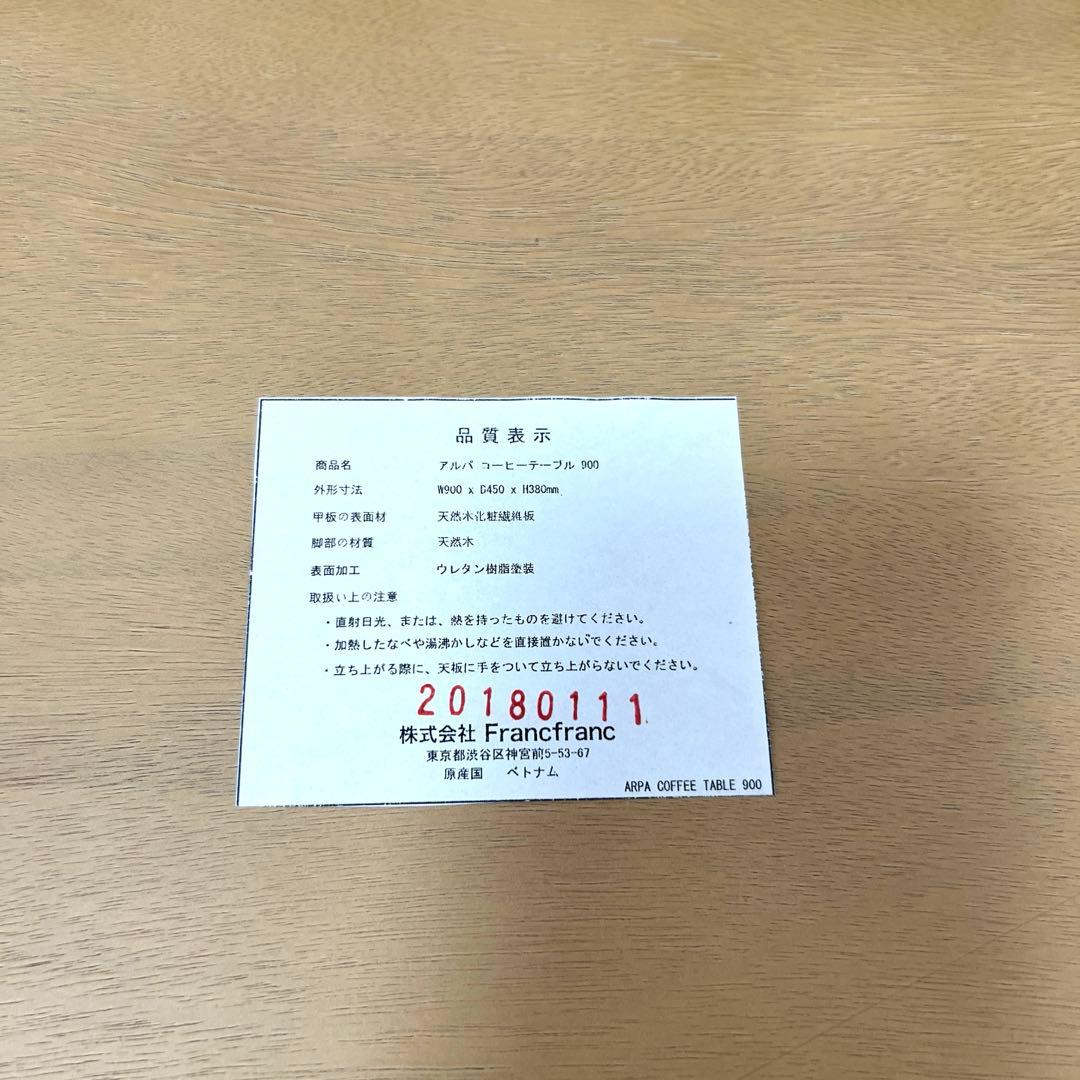 品質表示
商品名 アルパ コーヒーテーブル 900
外形寸法 W900 x D450 x H380mm
甲板の表面材 天然木化粧繊維板
脚部の材質 天然木
表面加工 ウレタン樹脂塗装
取扱い上の注意
・直射日光、または、熱を持ったものを避けてください。
・加熱したなべや湯沸かしなどを直接置かないでください。
・立ち上がる際に、天板に手をついて立ち上がらないでください。
20180111
株式会社 Francfranc
東京都渋谷区神宮前5-53-67
原産国 ベトナム
ARPA COFFEE TABLE 900